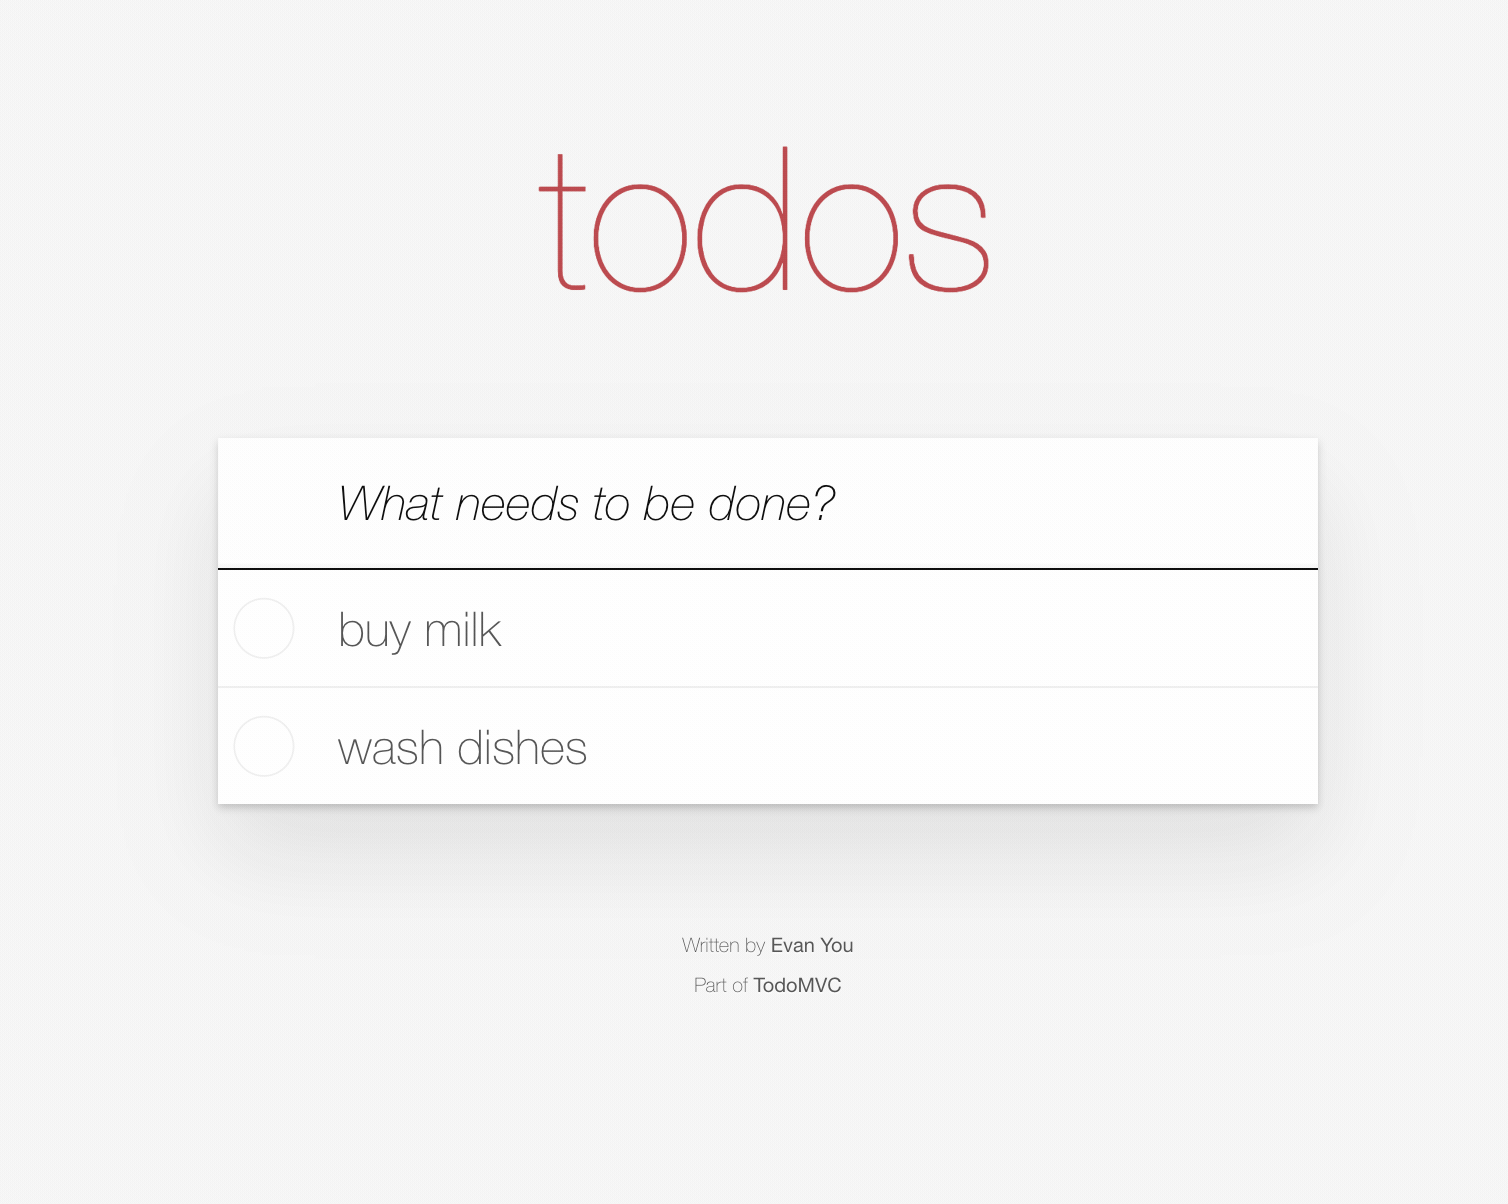 todos
What needs to be done?
buy milk
wash dishes
Written by Evan You
Part of TodoMVC